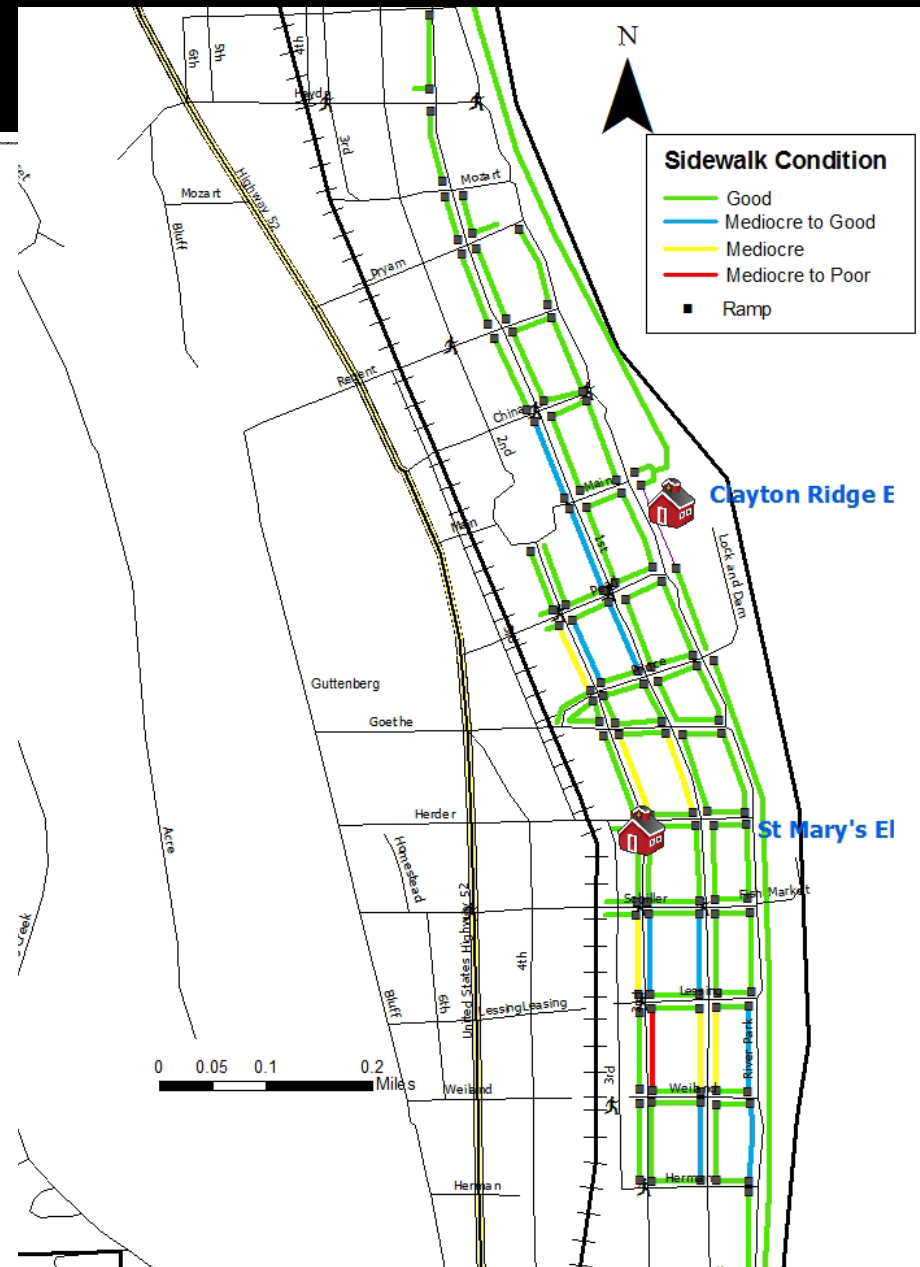 6th
5th
4th
N
Haydn
3rd
Sidewalk Condition
Good
Mediocre to Good
Mediocre
Mediocre to Poor
Ramp
Mozart
Mozart
Highway 52
Bluff
Pryam
Regent
China
2nd
Main
Clayton Ridge E
Main
1st
Lock and Dam
3rd
Guttenberg
Goethe
Herder
St Mary's El
Acre
Homestead
Schiller
Fish Market
Creek
United States Highway 52
4th
Bluff
6th
Lessing
LessingLeasing
River Park
3rd
0 0.05 0.1 0.2
Miles
Weiland
Weiland
Herman
Herman